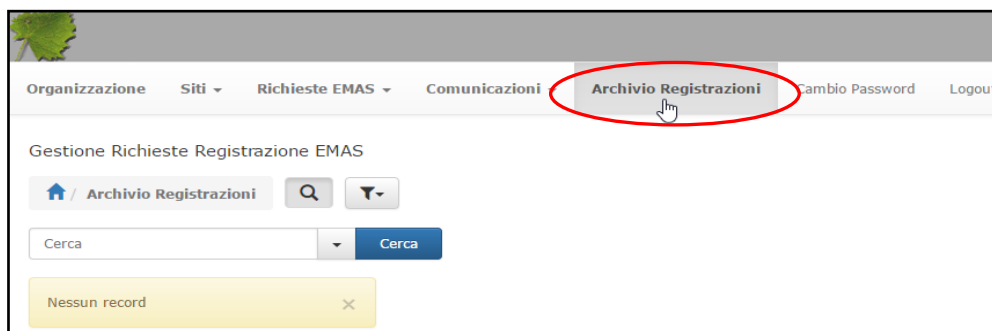 Organizzazione Siti Richieste EMAS Comunicazioni Archivio Registrazioni Cambio Password Logout
Gestione Richieste Registrazione EMAS
/ Archivio Registrazioni
Cerca Cerca
Nessun record ×